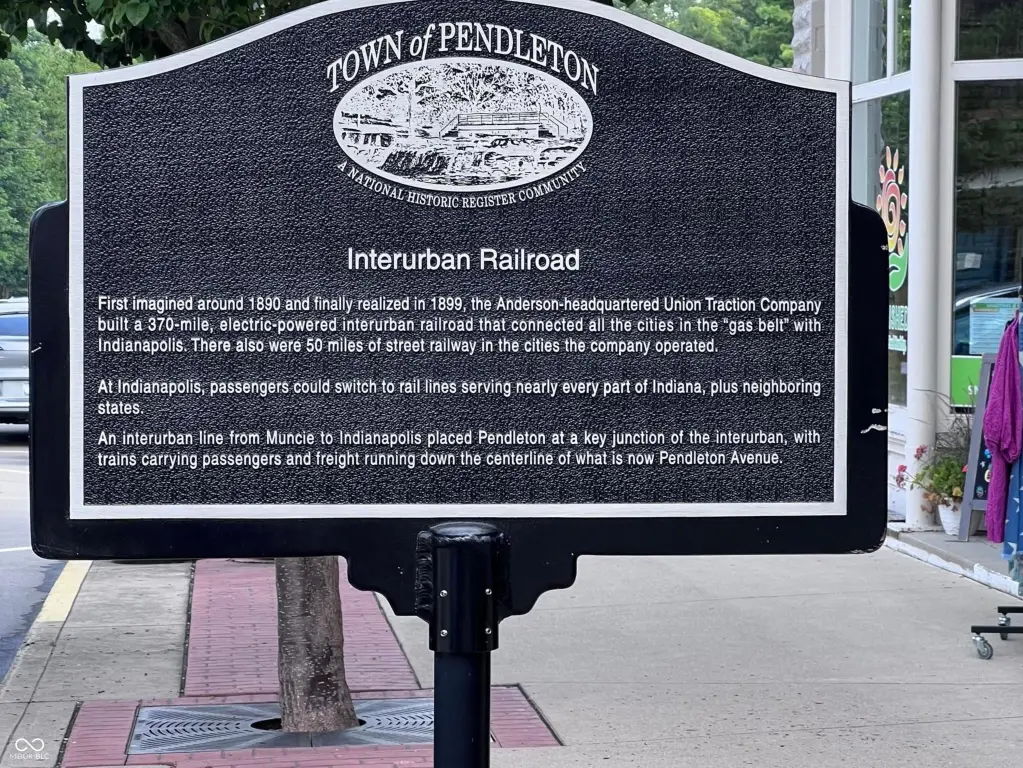 TOWN of PENDLETON
A NATIONAL HISTORIC REGISTER COMMUNITY
Interurban Railroad
First imagined around 1890 and finally realized in 1899, the Anderson-headquartered Union Traction Company
built a 370-mile, electric-powered interurban railroad that connected all the cities in the "gas belt" with
Indianapolis. There also were 50 miles of street railway in the cities the company operated.
At Indianapolis, passengers could switch to rail lines serving nearly every part of Indiana, plus neighboring
states.
An interurban line from Muncie to Indianapolis placed Pendleton at a key junction of the interurban, with
trains carrying passengers and freight running down the centerline of what is now Pendleton Avenue.
MIBOR BLC